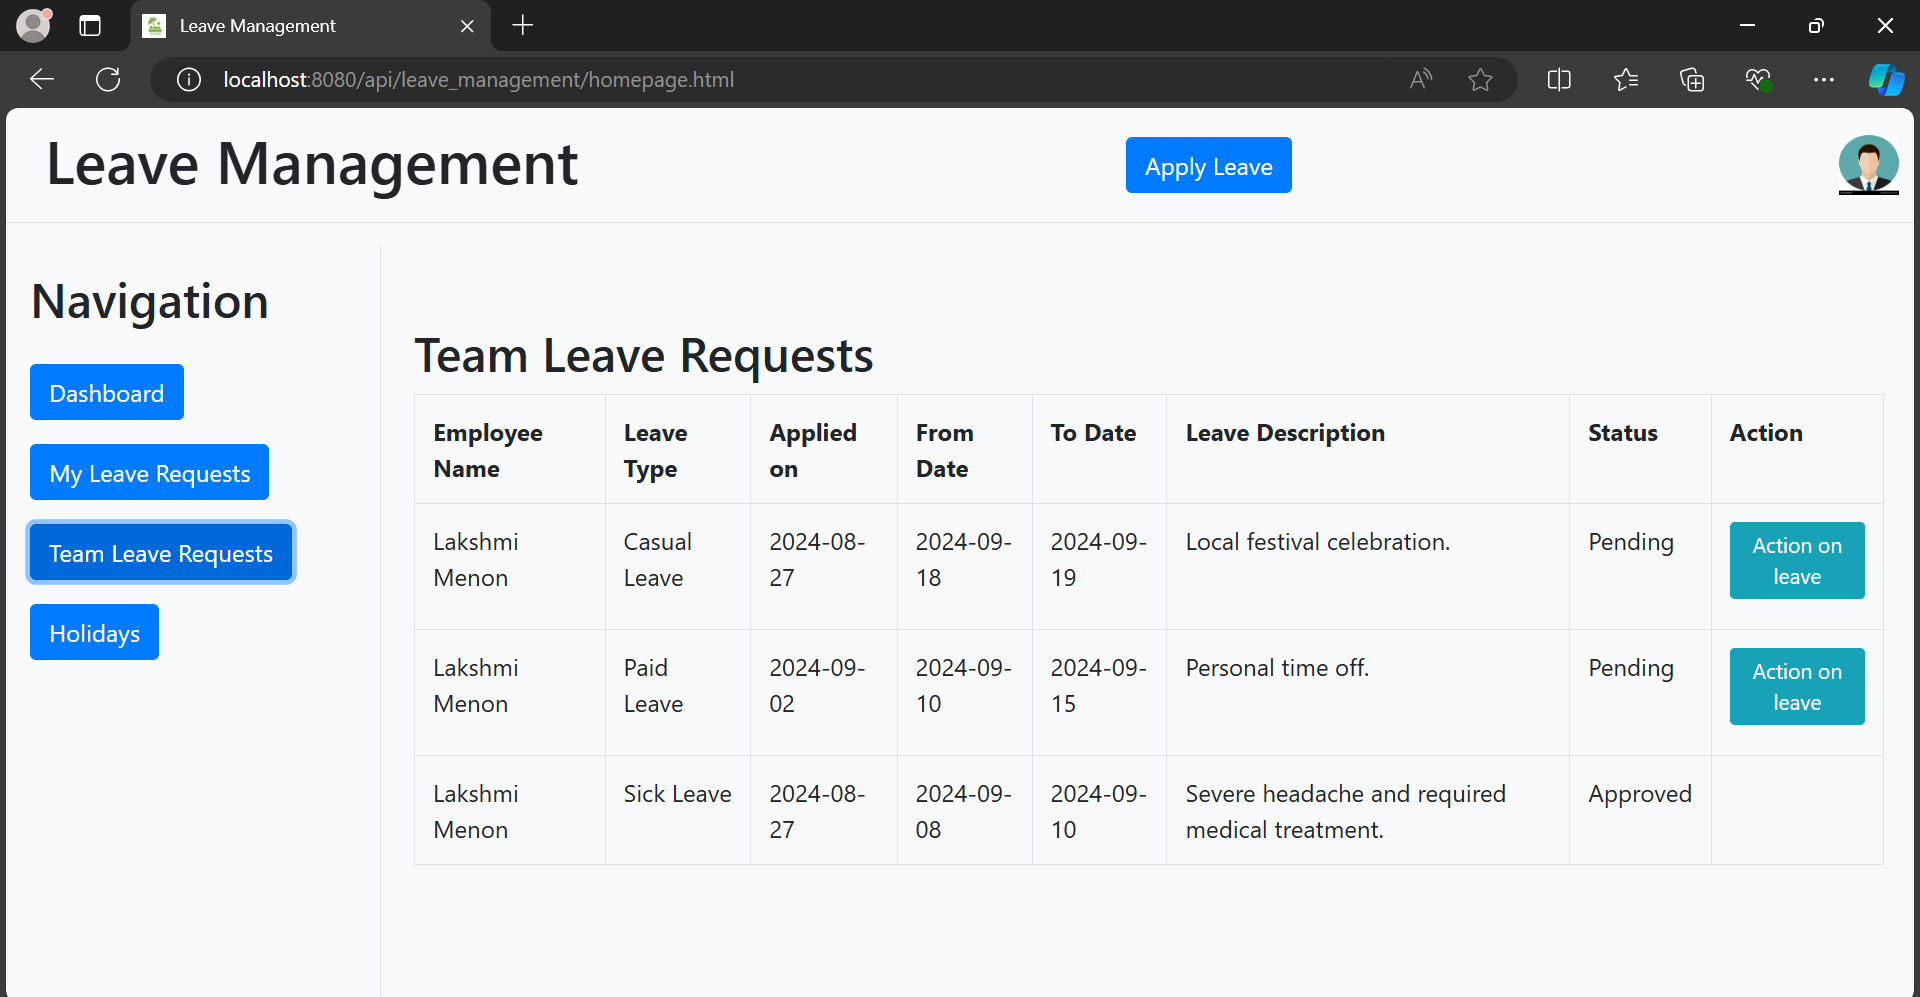 Leave Management
localhost:8080/api/leave_management/homepage.html
Leave Management
Apply Leave
Navigation
Dashboard
My Leave Requests
Team Leave Requests
Holidays
Team Leave Requests
Employee
Name
Leave
Type
Applied
on
From
Date
To Date
Leave Description
Status
Action
Lakshmi
Menon
Casual
Leave
2024-08-
27
2024-09-
18
2024-09-
19
Local festival celebration.
Pending
Action on
leave
Lakshmi
Menon
Paid
Leave
2024-09-
02
2024-09-
10
2024-09-
15
Personal time off.
Pending
Action on
leave
Lakshmi
Menon
Sick Leave
2024-08-
27
2024-09-
08
2024-09-
10
Severe headache and required
medical treatment.
Approved